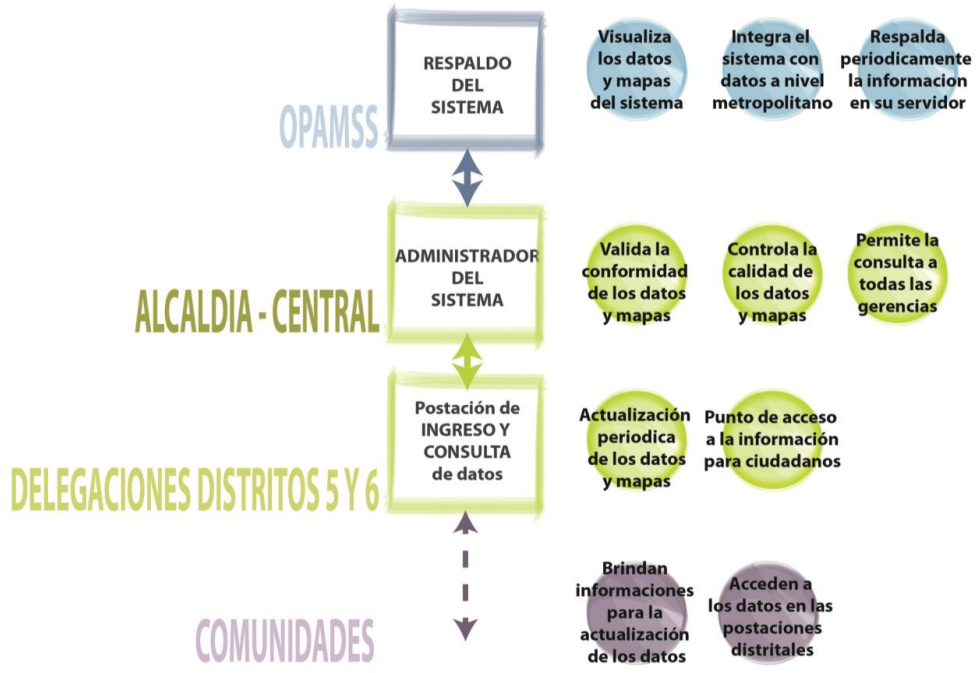 RESPALDO
DEL
SISTEMA
OPAMSS
Visualiza
los datos
y mapas
del sistema
Integra el
sistema con
datos a nivel
metropolitano
Respalda
periodicamente
la informacion
en su servidor
ADMINISTRADOR
DEL
SISTEMA
ALCALDIA - CENTRAL
Valida la
conformidad
de los datos
y mapas
Controla la
calidad de
los datos
y mapas
Permite la
consulta a
todas las
gerencias
Postación de
INGRESO Y
CONSULTA
de datos
DELEGACIONES DISTRITOS 5 Y 6
Actualización
periodica
de los datos
y mapas
Punto de acceso
a la información
para ciudadanos
COMUNIDADES
Brindan
informaciones
para la
actualización
de los datos
Acceden a
los datos en las
postaciones
distritales